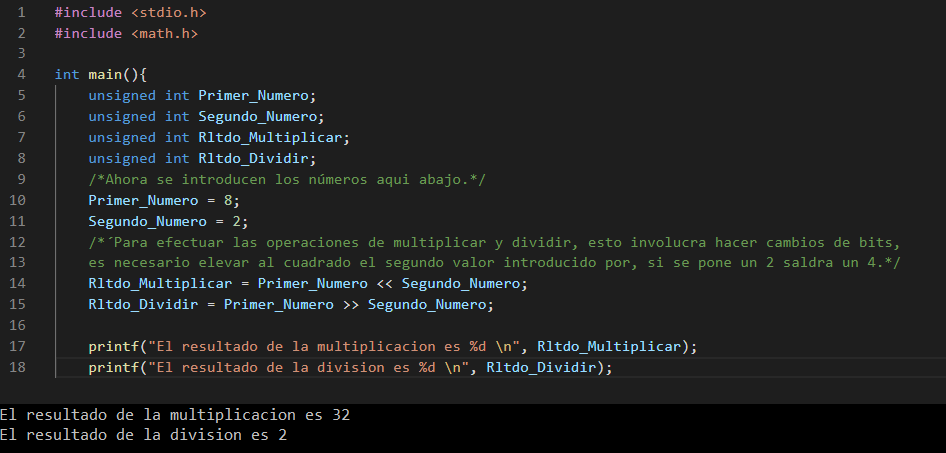 1 #include <stdio.h>
2 #include <math.h>
3
4 int main(){
5 unsigned int Primer_Numero;
6 unsigned int Segundo_Numero;
7 unsigned int Rltdo_Multiplicar;
8 unsigned int Rltdo_Dividir;
9 /*Ahora se introducen los números aqui abajo.*/
10 Primer_Numero = 8;
11 Segundo_Numero = 2;
12 /*´Para efectuar las operaciones de multiplicar y dividir, esto involucra hacer cambios de bits,
13 es necesario elevar al cuadrado el segundo valor introducido por, si se pone un 2 saldra un 4.*/
14 Rltdo_Multiplicar = Primer_Numero << Segundo_Numero;
15 Rltdo_Dividir = Primer_Numero >> Segundo_Numero;
16
17 printf("El resultado de la multiplicacion es %d \n", Rltdo_Multiplicar);
18 printf("El resultado de la division es %d \n", Rltdo_Dividir);
El resultado de la multiplicacion es 32
El resultado de la division es 2